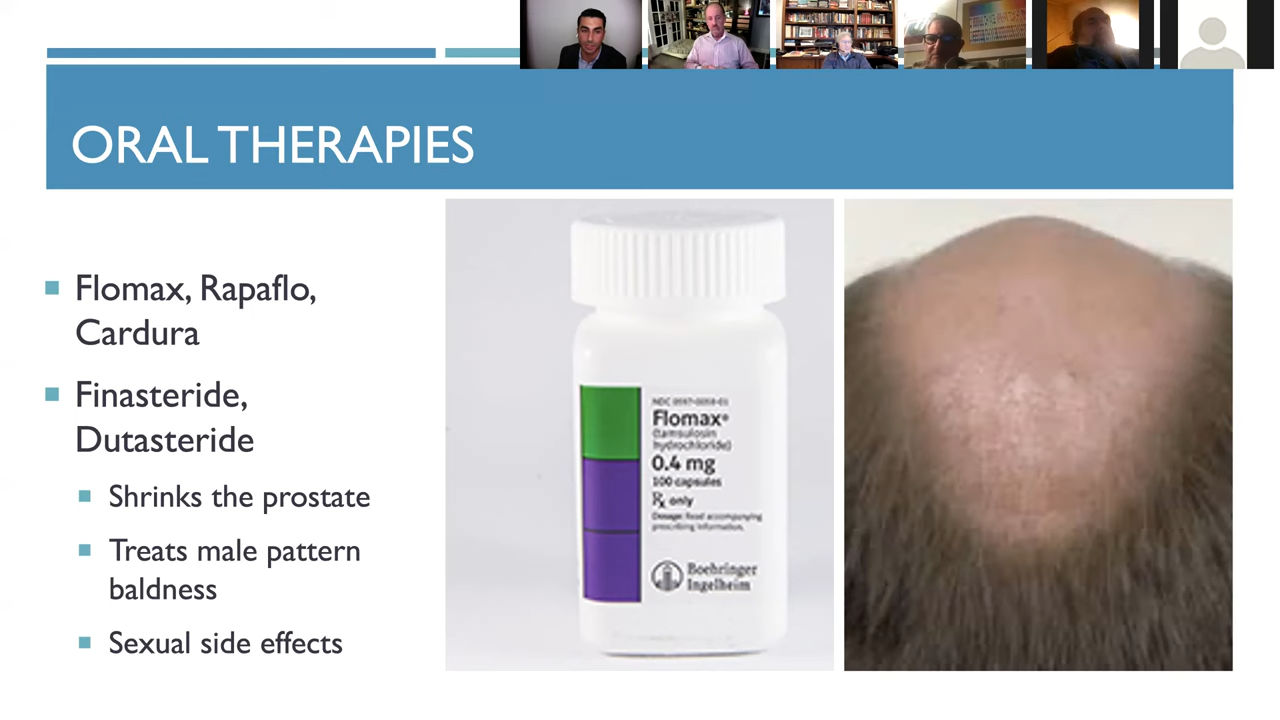 ORAL THERAPIES
Flomax, Rapaflo,
Cardura
Finasteride,
Dutasteride
Shrinks the prostate
Treats male pattern
baldness
Sexual side effects
NDC 0597-0058-01
Flomax®
(tamsulosin
hydrochloride)
0.4 mg
100 capsules
Rx only
Dosage: Read accompanying
prescribing information.
Boehringer
Ingelheim